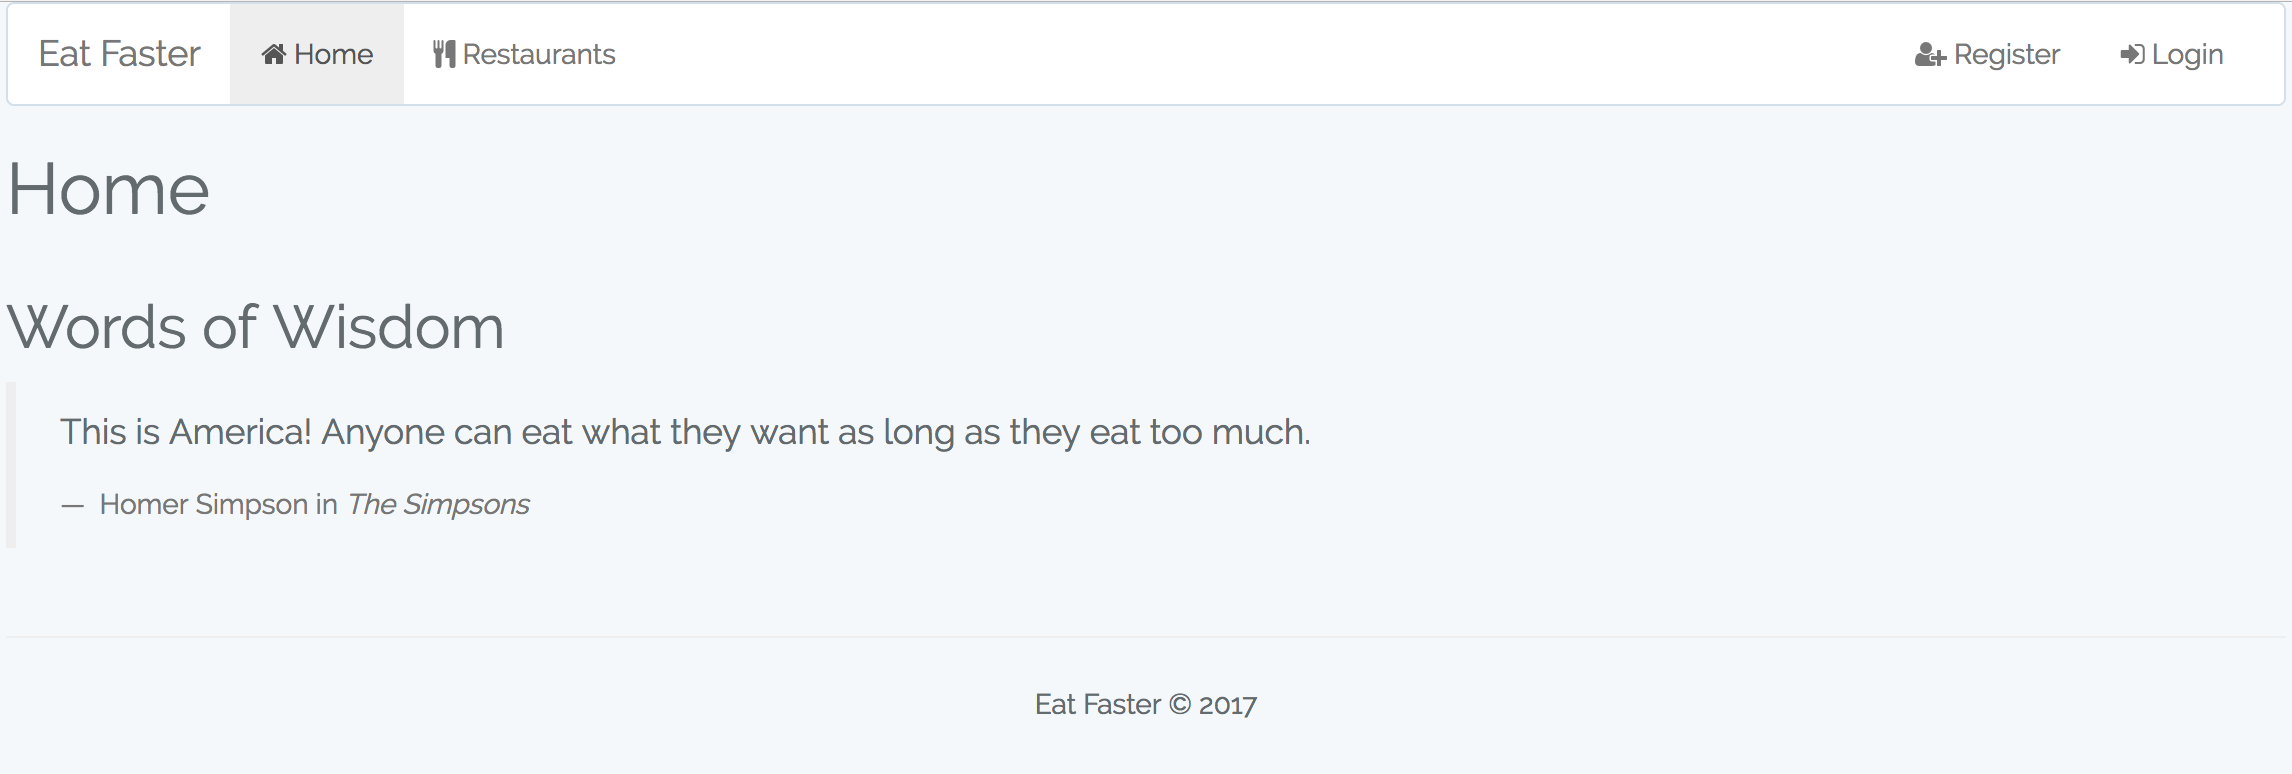 Eat Faster Home Restaurants Register Login
Home
Words of Wisdom
This is America! Anyone can eat what they want as long as they eat too much.
— Homer Simpson in The Simpsons
Eat Faster © 2017